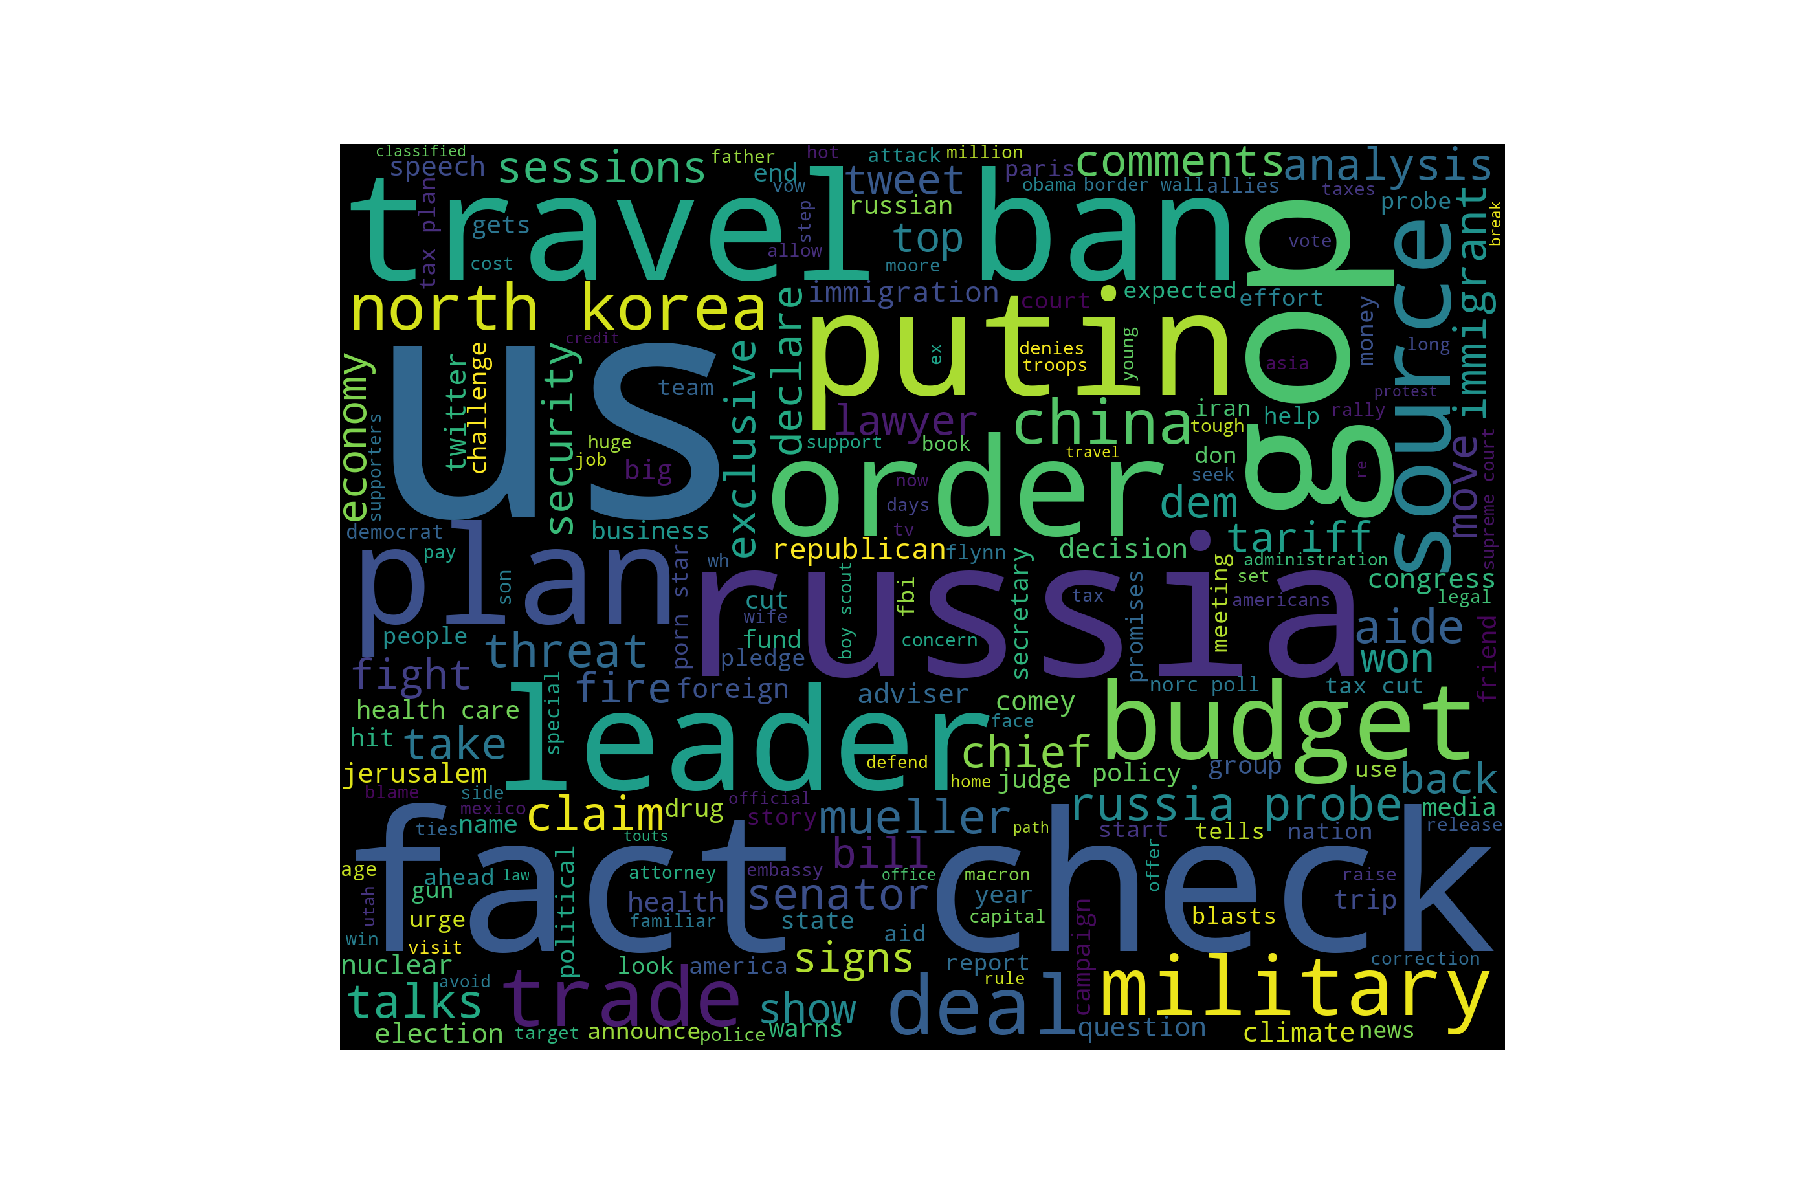 classified
speech
sessions
father
hot
attack
million
comments
analysis
end
vow
tweet
paris
obama
border wall
allies
taxes
probe
travel ban
tax plan
gets
cost
step
allow
russian
top
moore
gop
vote
source
immigrant
break
north korea
immigration
court
expected
effort
money
declare
putin
credit
us
economy
twitter
challenge
security
team
exclusive
ex
denies
troops
young
asia
long
protest
supporters
huge
job
big
lawyer
support
book
china
iran
tough
help
rally
travel
don
seek
re
move
supreme court
order
now
days
tv
dem
tariff
democrat
pay
business
republican
flynn
decision
administration
set
congress
legal
plan
son
porn star
wh
cut
wife
fund
boy scout
fbi
concern
secretary
russia
tax
promises
meeting
americans
people
threat
pledge
aide
won
friend
fight
fire
foreign
adviser
comey
norc poll
tax cut
health care
special
leader
face
budget
hit
take
chief
defend
home
judge
policy
group
use
back
jerusalem
blame
side
mexico
claim
drug
official
story
mueller
russia probe
media
ties
name
touts
path
start
tells
nation
release
fact check
bill
age
ahead
law
attorney
embassy
office
macron
offer
raise
utah
gun
political
health
senator
year
trip
urge
familiar
state
capital
campaign
blasts
win
visit
aid
nuclear
avoid
look
america
signs
report
rule
correction
military
talks
trade
show
deal
question
election
target
announce
police
warns
climate
news